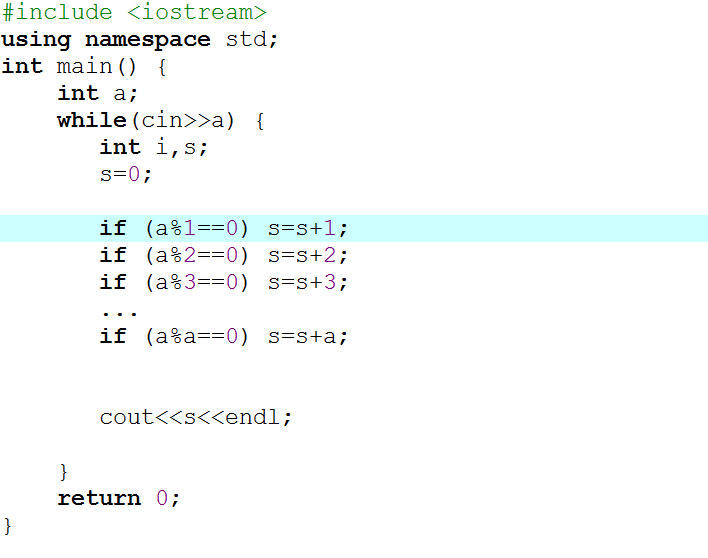 #include <iostream>
using namespace std;
int main() {
    int a;
    while(cin>>a) {
       int i,s;
       s=0;

       if (a%1==0) s=s+1;
       if (a%2==0) s=s+2;
       if (a%3==0) s=s+3;
       ...
       if (a%a==0) s=s+a;


       cout<<s<<endl;

    }
    return 0;
}